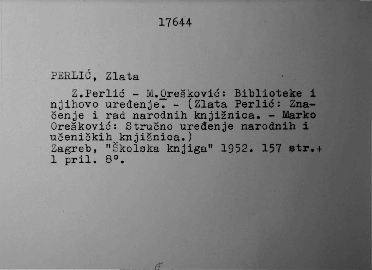 17644
PERLIĆ, Zlata
Z.Perlić - M.Orešković: Biblioteke i
njihovo uređenje. - (Zlata Perlić: Zna-
čenje i rad narodnih knjižnica. - Marko
Orešković: Stručno uređenje narodnih i
učeničkih knjižnica.)
Zagreb, "Školska knjiga" 1952. 157 str.+
1 pril. 8°.